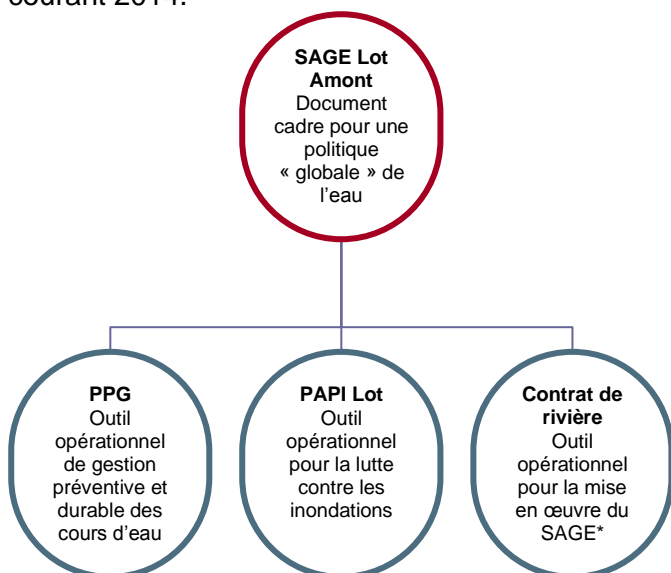 courant 2014.
SAGE Lot
Amont
Document
cadre pour une
politique
« globale » de
l'eau
PPG
Outil
opérationnel
de gestion
préventive et
durable des
cours d'eau
PAPI Lot
Outil
opérationnel
pour la lutte
contre les
inondations
Contrat de
rivière
Outil
opérationnel
pour la mise
en œuvre du
SAGE*